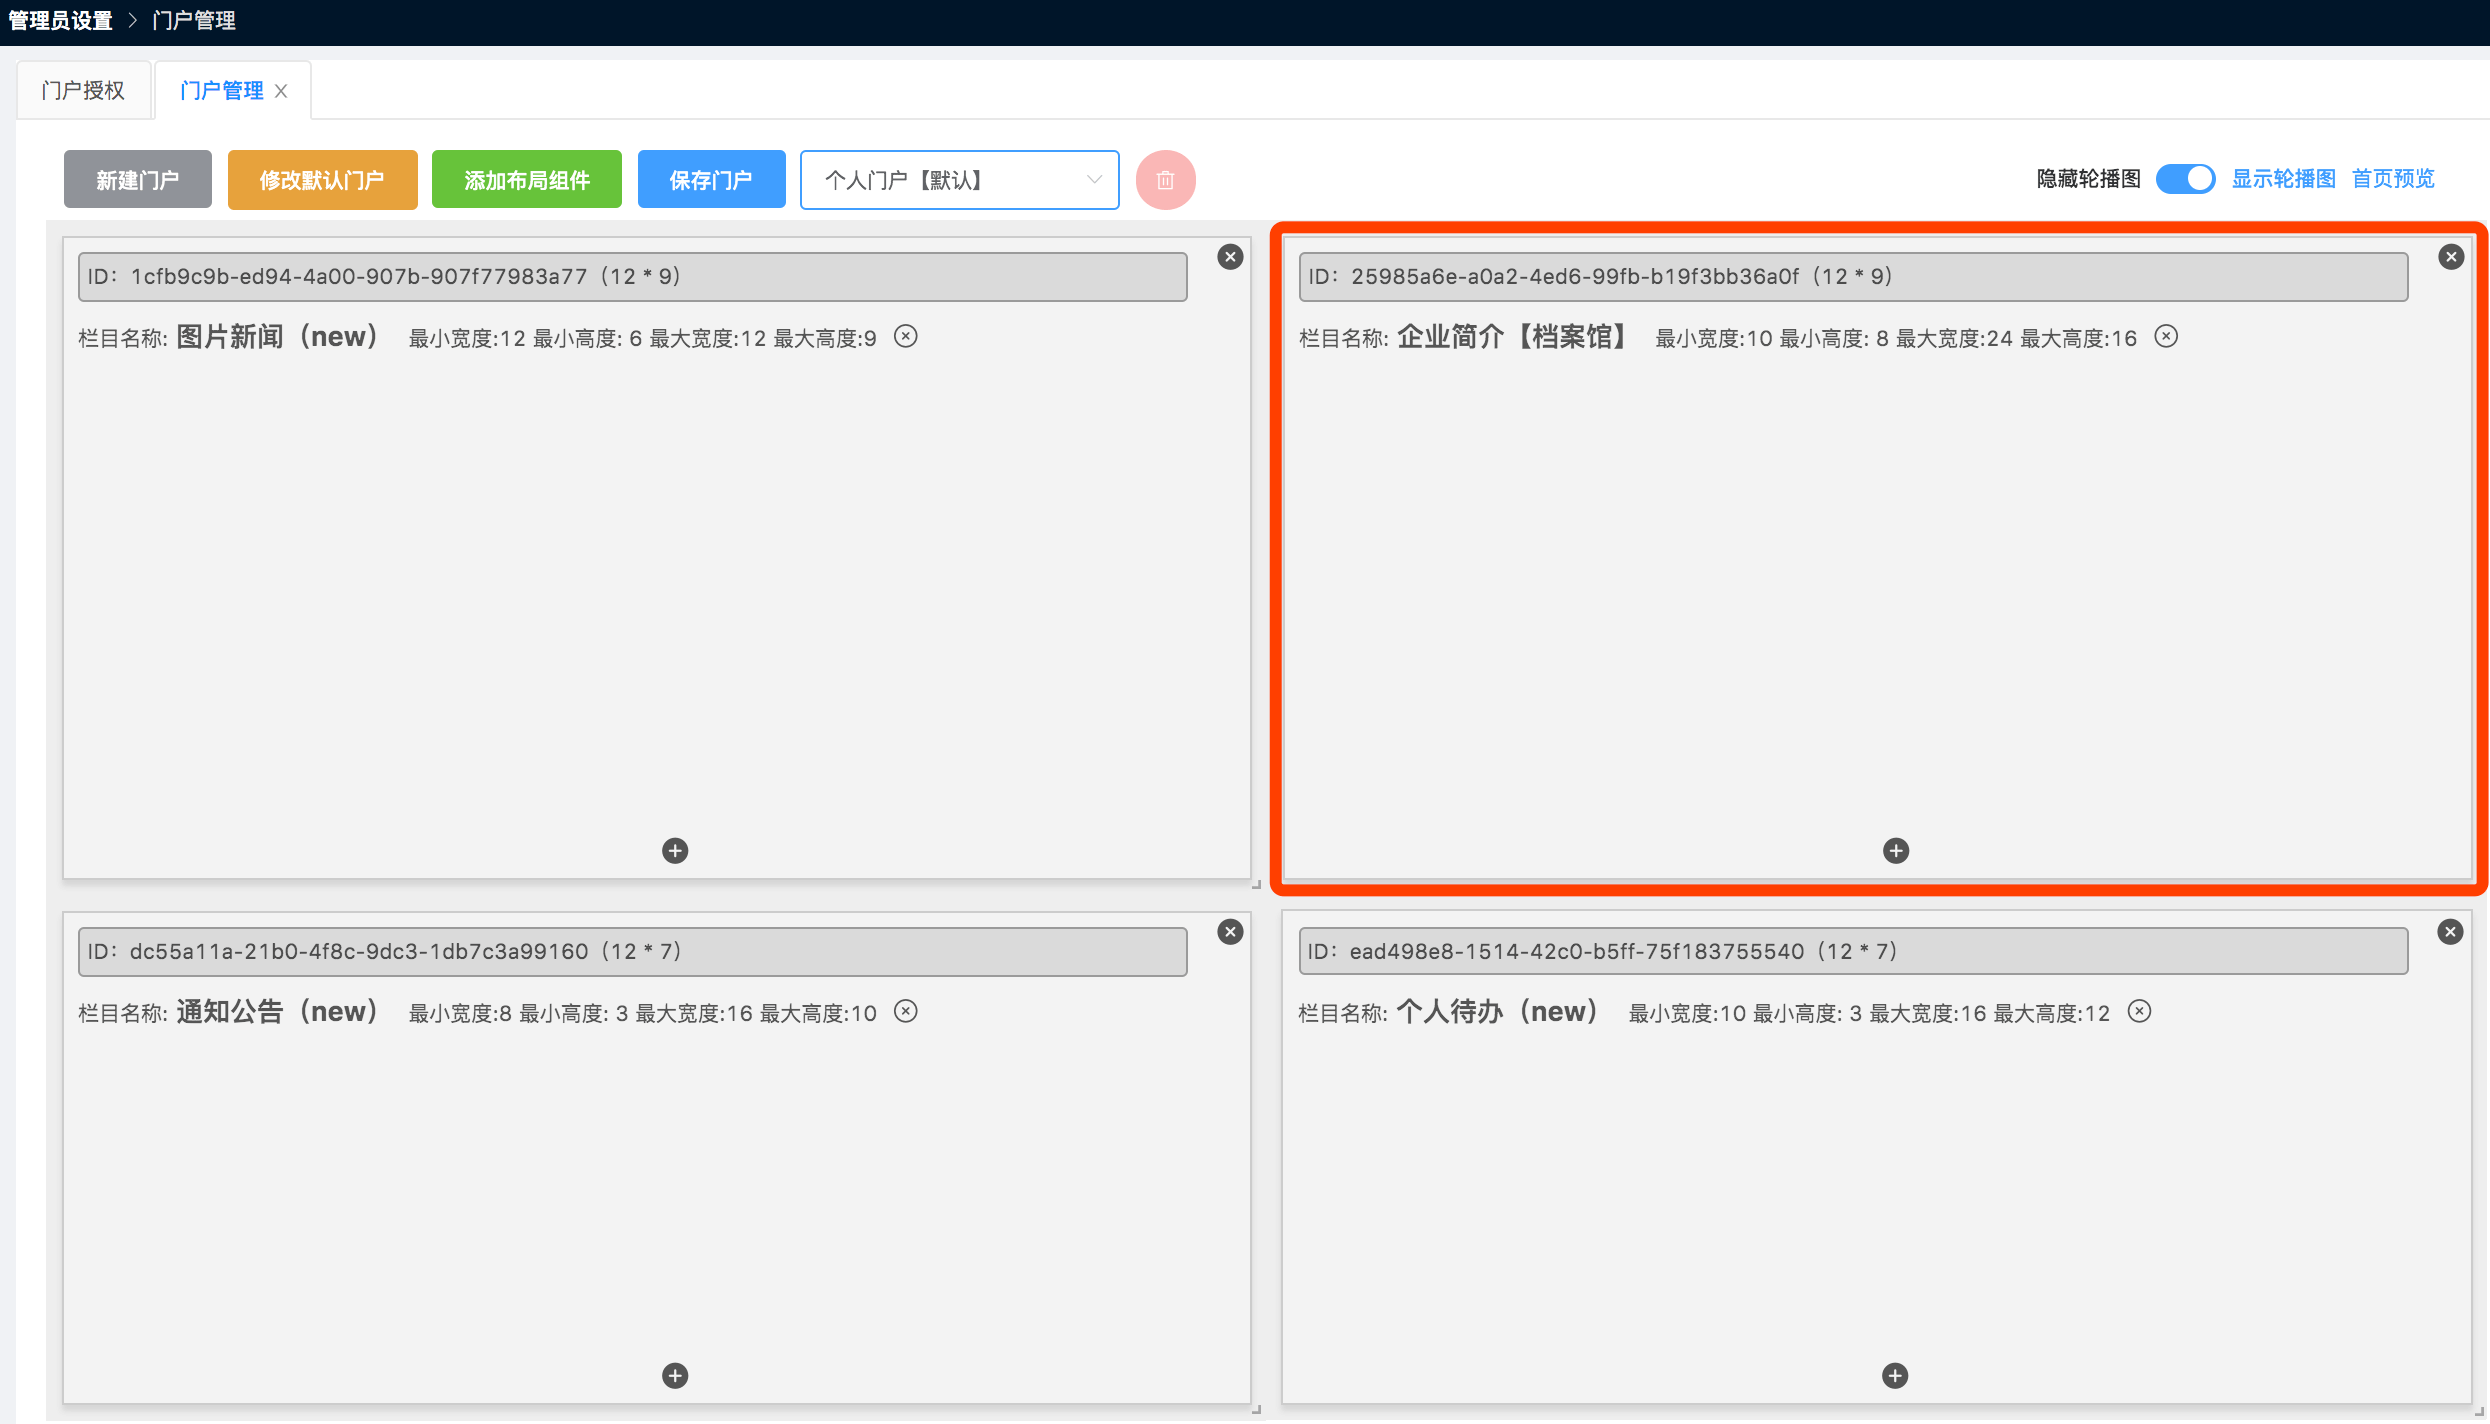 管理员设置 > 门户管理
门户授权 门户管理 X
新建门户 修改默认门户 添加布局组件 保存门户 个人门户【默认】 隐藏轮播图 显示轮播图 首页预览
ID：1cfb9c9b-ed94-4a00-907b-907f77983a77（12 * 9）
栏目名称: 图片新闻（new） 最小宽度:12 最小高度: 6 最大宽度:12 最大高度:9
ID：25985a6e-a0a2-4ed6-99fb-b19f3bb36a0f（12 * 9）
栏目名称: 企业简介【档案馆】 最小宽度:10 最小高度: 8 最大宽度:24 最大高度:16
ID：dc55a11a-21b0-4f8c-9dc3-1db7c3a99160（12 * 7）
栏目名称: 通知公告（new） 最小宽度:8 最小高度: 3 最大宽度:16 最大高度:10
ID：ead498e8-1514-42c0-b5ff-75f183755540（12 * 7）
栏目名称: 个人待办（new） 最小宽度:10 最小高度: 3 最大宽度:16 最大高度:12